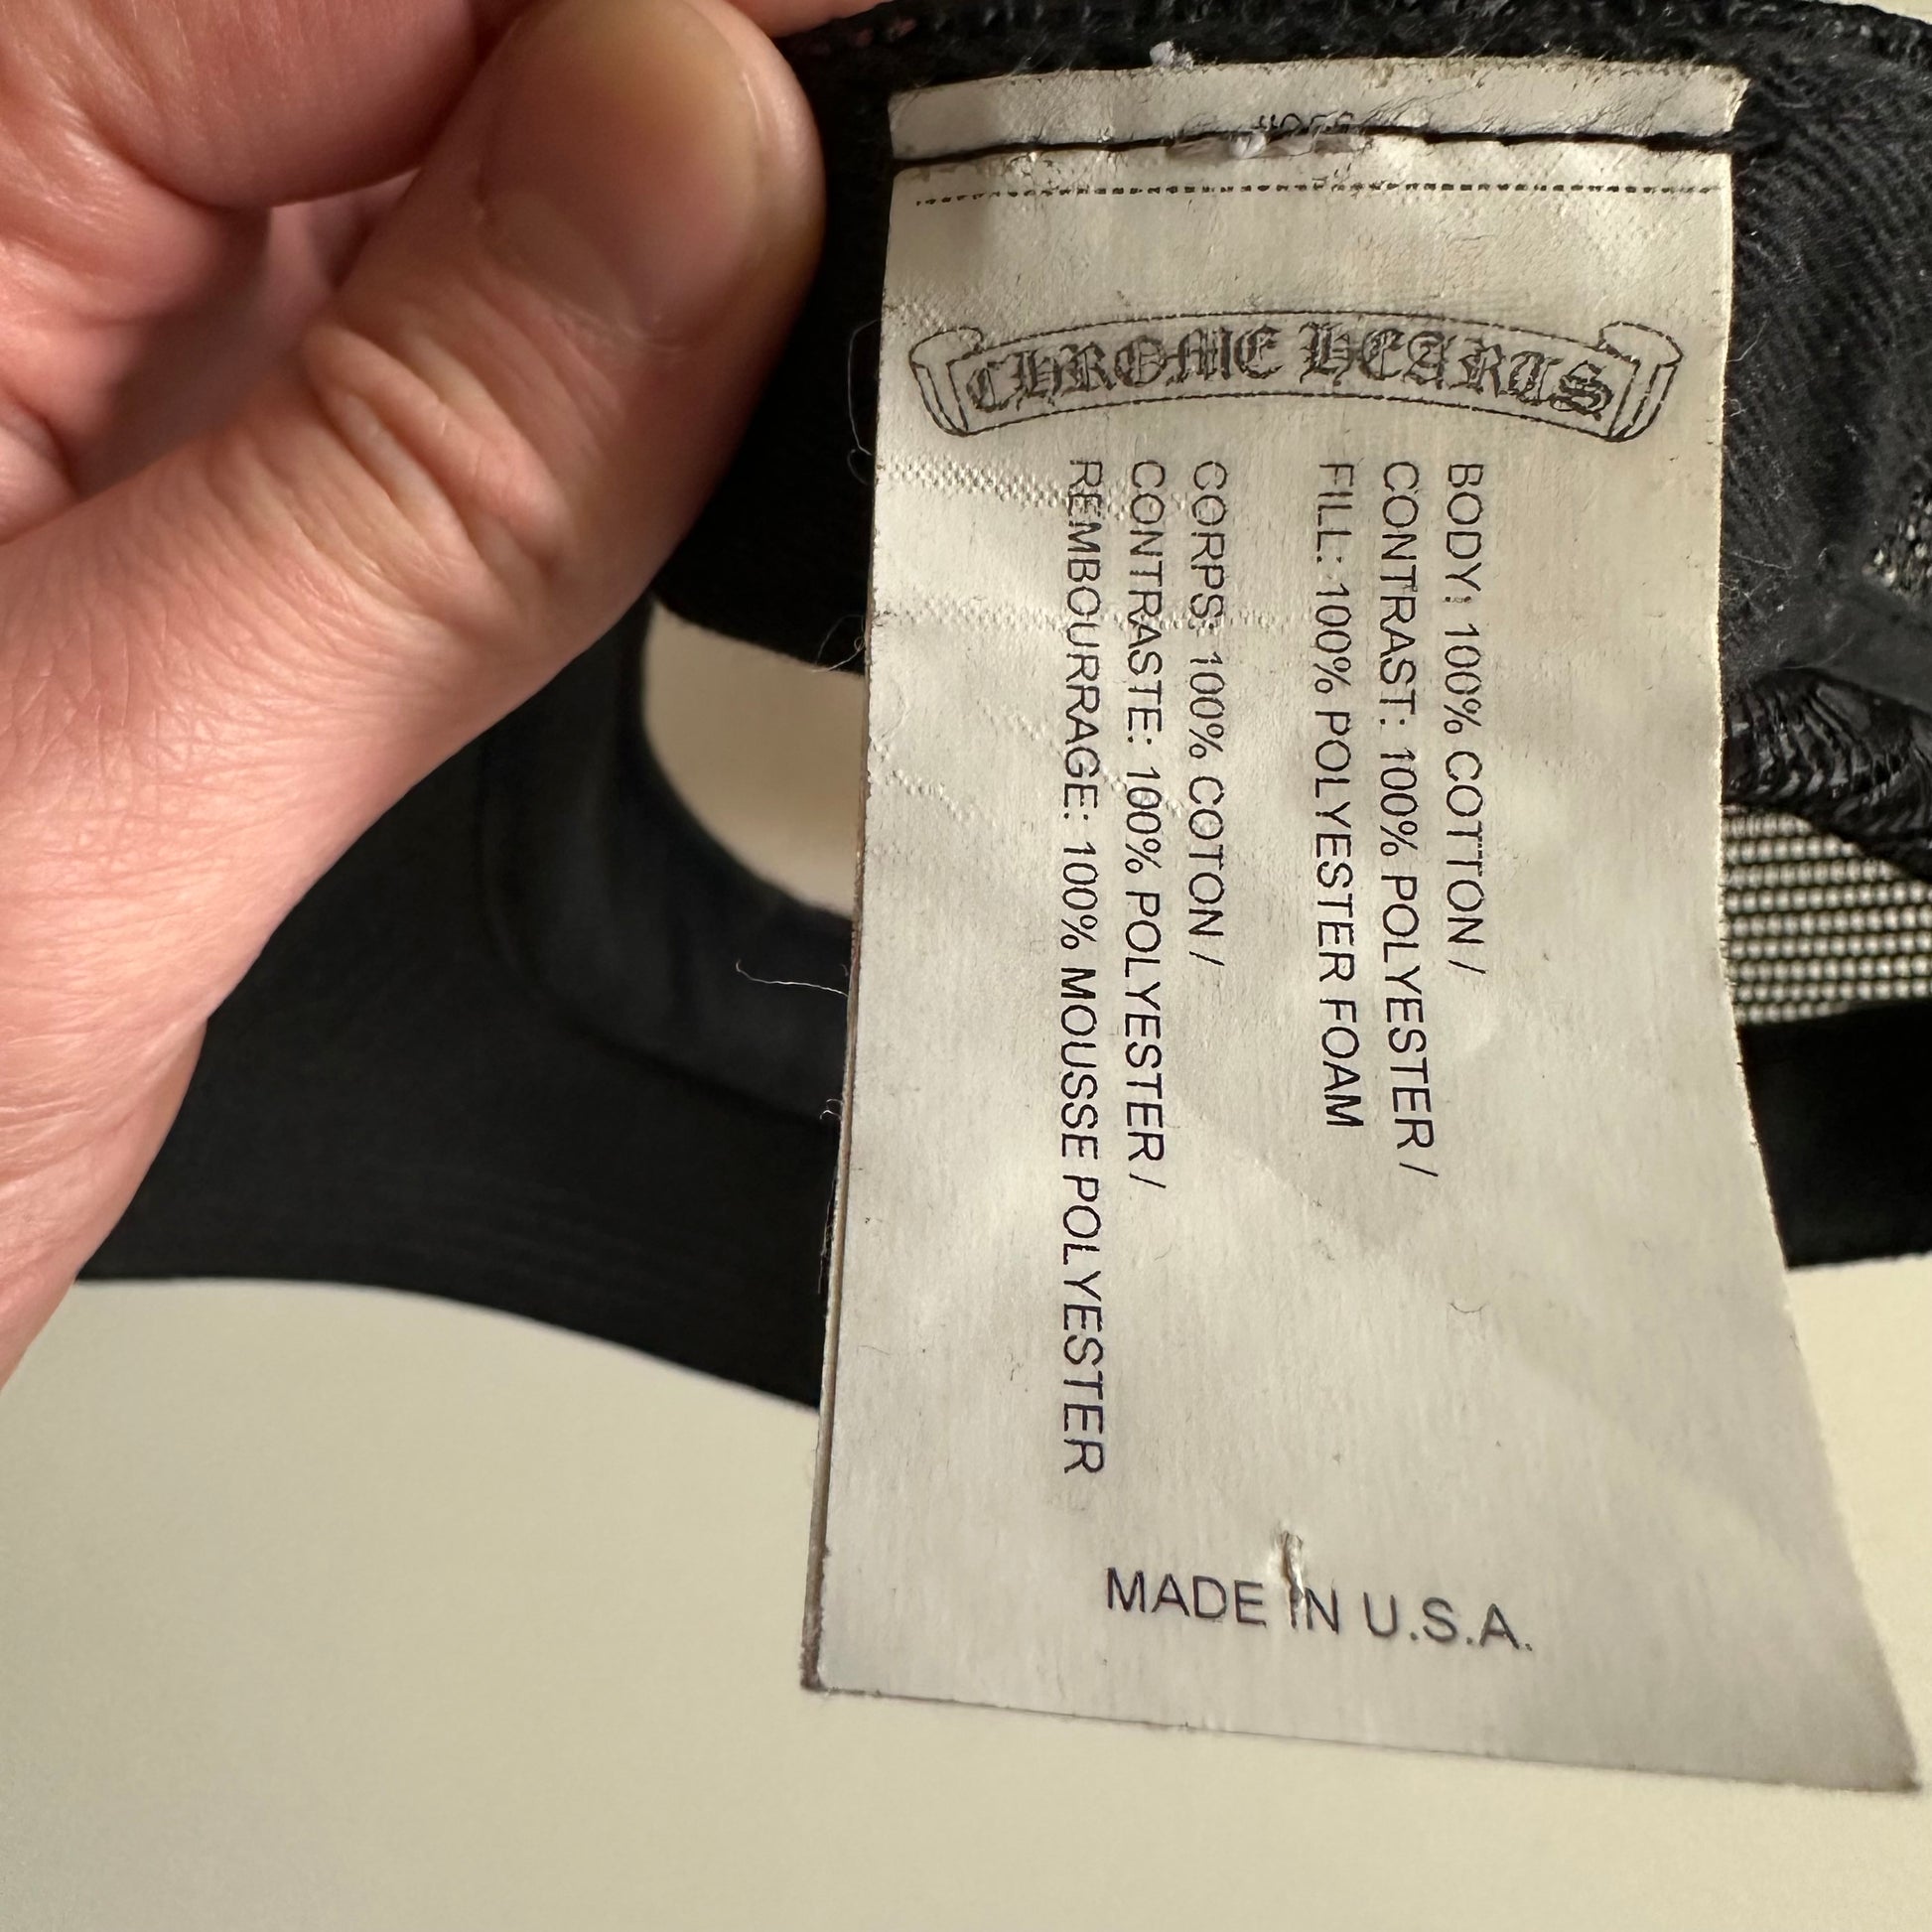 CHROME HEARTS
BODY: 100% COTTON /
CONTRAST: 100% POLYESTER /
FILL: 100% POLYESTER FOAM
CORPS: 100% COTON /
CONTRASTE: 100% POLYESTER /
REMBOURRAGE: 100% MOUSSE POLYESTER
MADE IN U.S.A.